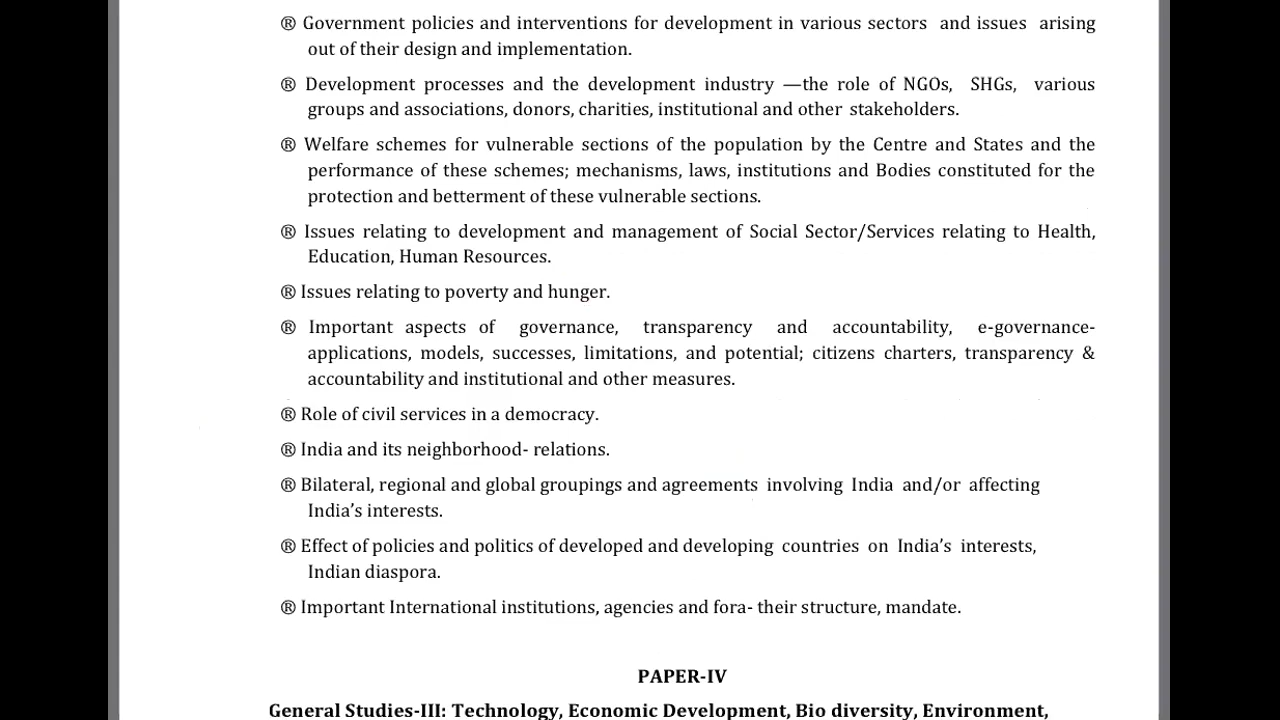 ® Government policies and interventions for development in various sectors and issues arising
out of their design and implementation.
® Development processes and the development industry —the role of NGOs, SHGs, various
groups and associations, donors, charities, institutional and other stakeholders.
® Welfare schemes for vulnerable sections of the population by the Centre and States and the
performance of these schemes; mechanisms, laws, institutions and Bodies constituted for the
protection and betterment of these vulnerable sections.
® Issues relating to development and management of Social Sector/Services relating to Health,
Education, Human Resources.
® Issues relating to poverty and hunger.
® Important aspects of governance, transparency and accountability, e-governance-
applications, models, successes, limitations, and potential; citizens charters, transparency &
accountability and institutional and other measures.
® Role of civil services in a democracy.
® India and its neighborhood- relations.
® Bilateral, regional and global groupings and agreements involving India and/or affecting
India’s interests.
® Effect of policies and politics of developed and developing countries on India’s interests,
Indian diaspora.
® Important International institutions, agencies and fora- their structure, mandate.
PAPER-IV
General Studies-III: Technology, Economic Development, Bio diversity, Environment,